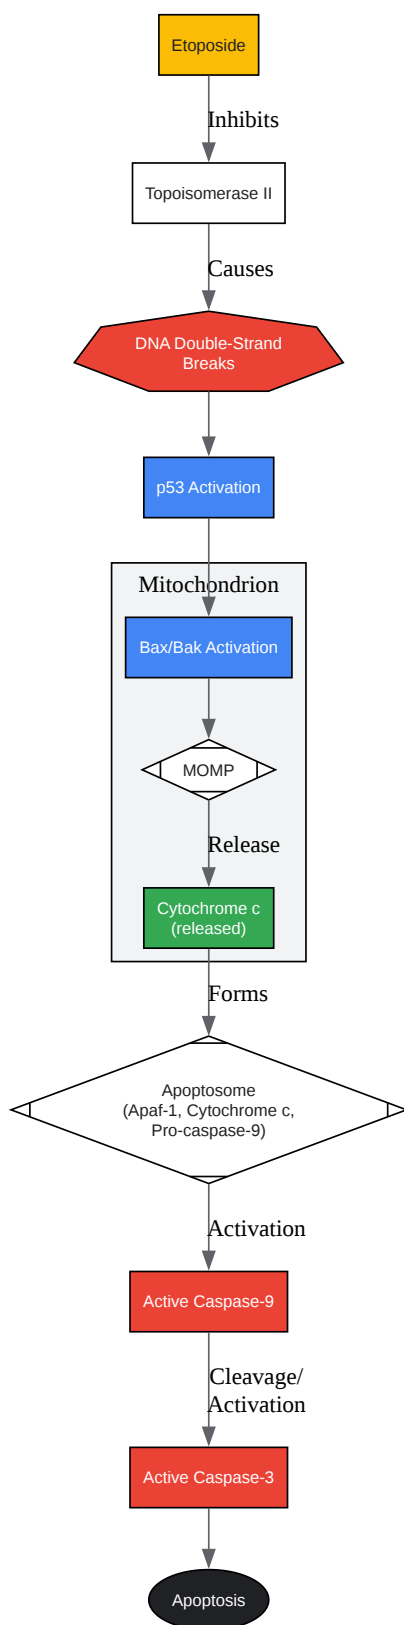 Etoposide
Inhibits
Topoisomerase II
Causes
DNA Double-Strand
Breaks
p53 Activation
Mitochondrion
Bax/Bak Activation
MOMP
Release
Cytochrome c
(released)
Forms
Apoptosome
(Apaf-1, Cytochrome c,
Pro-caspase-9)
Activation
Active Caspase-9
Cleavage/
Activation
Active Caspase-3
Apoptosis